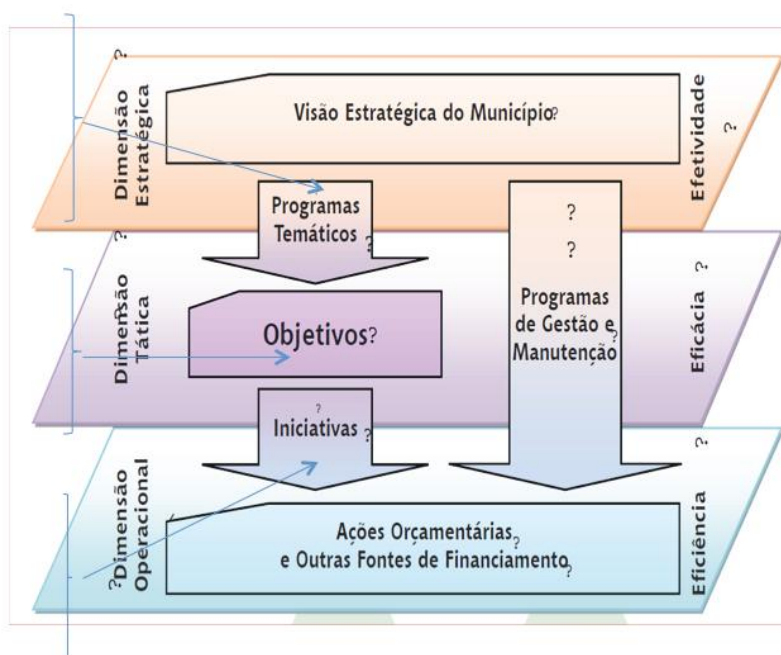 ?
Dimensão
Estratégica
Visão Estratégica do Município?
Efetividade
?
Programas
Temáticos ?
?
?
Programas
de Gestão e
Manutenção
?
?
Dimensão
Tática
Objetivos?
Eficácia
?
?
Iniciativas ?
?
Dimensão
Operacional
?
Ações Orçamentárias ?
e Outras Fontes de Financiamento ?
Eficiência